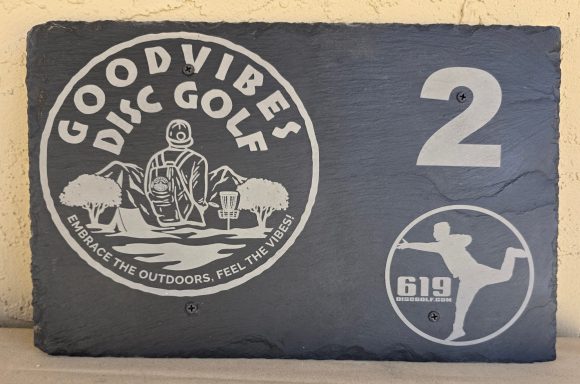 GOODVIBES
DISC GOLF
EMBRACE THE OUTDOORS, FEEL THE VIBES!
2
619
DISCGOLF.COM